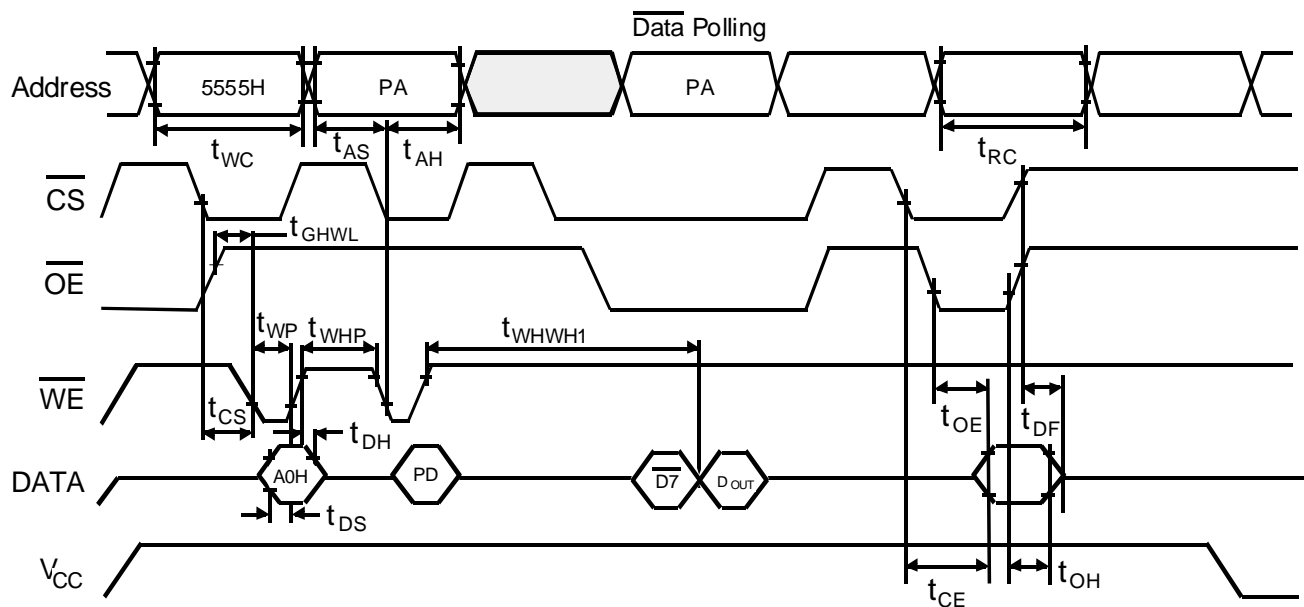 Data Polling
Address
5555H
PA
PA
tWC
tAS
tAH
tRC
CS
tGHWL
OE
tWP
tWHP
tWHWH1
WE
tCS
tDH
tOE
tDF
DATA
A0H
PD
D7
DOUT
tDS
VCC
tCE
tOH